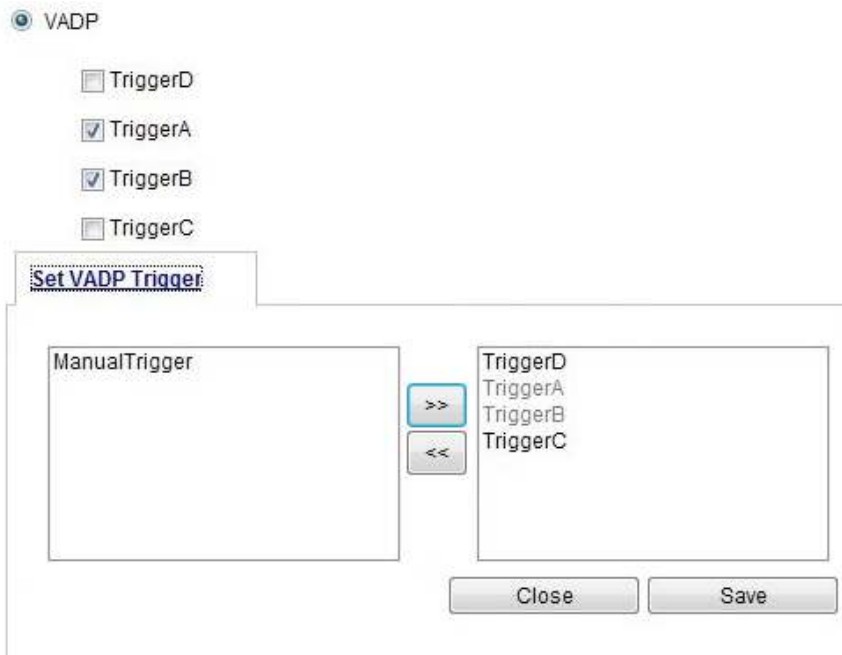 VADP
TriggerD
TriggerA
TriggerB
TriggerC
Set VADP Trigger
ManualTrigger
>>
<<
TriggerD
TriggerA
TriggerB
TriggerC
Close
Save